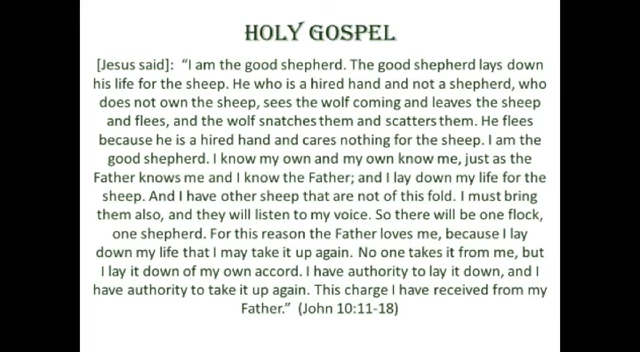 HOLY GOSPEL
[Jesus said]: "I am the good shepherd. The good shepherd lays down
his life for the sheep. He who is a hired hand and not a shepherd, who
does not own the sheep, sees the wolf coming and leaves the sheep
and flees, and the wolf snatches them and scatters them. He flees
because he is a hired hand and cares nothing for the sheep. I am the
good shepherd. I know my own and my own know me, just as the
Father knows me and I know the Father; and I lay down my life for the
sheep. And I have other sheep that are not of this fold. I must bring
them also, and they will listen to my voice. So there will be one flock,
one shepherd. For this reason the Father loves me, because I lay
down my life that I may take it up again. No one takes it from me, but
I lay it down of my own accord. I have authority to lay it down, and I
have authority to take it up again. This charge I have received from my
Father." (John 10:11-18)